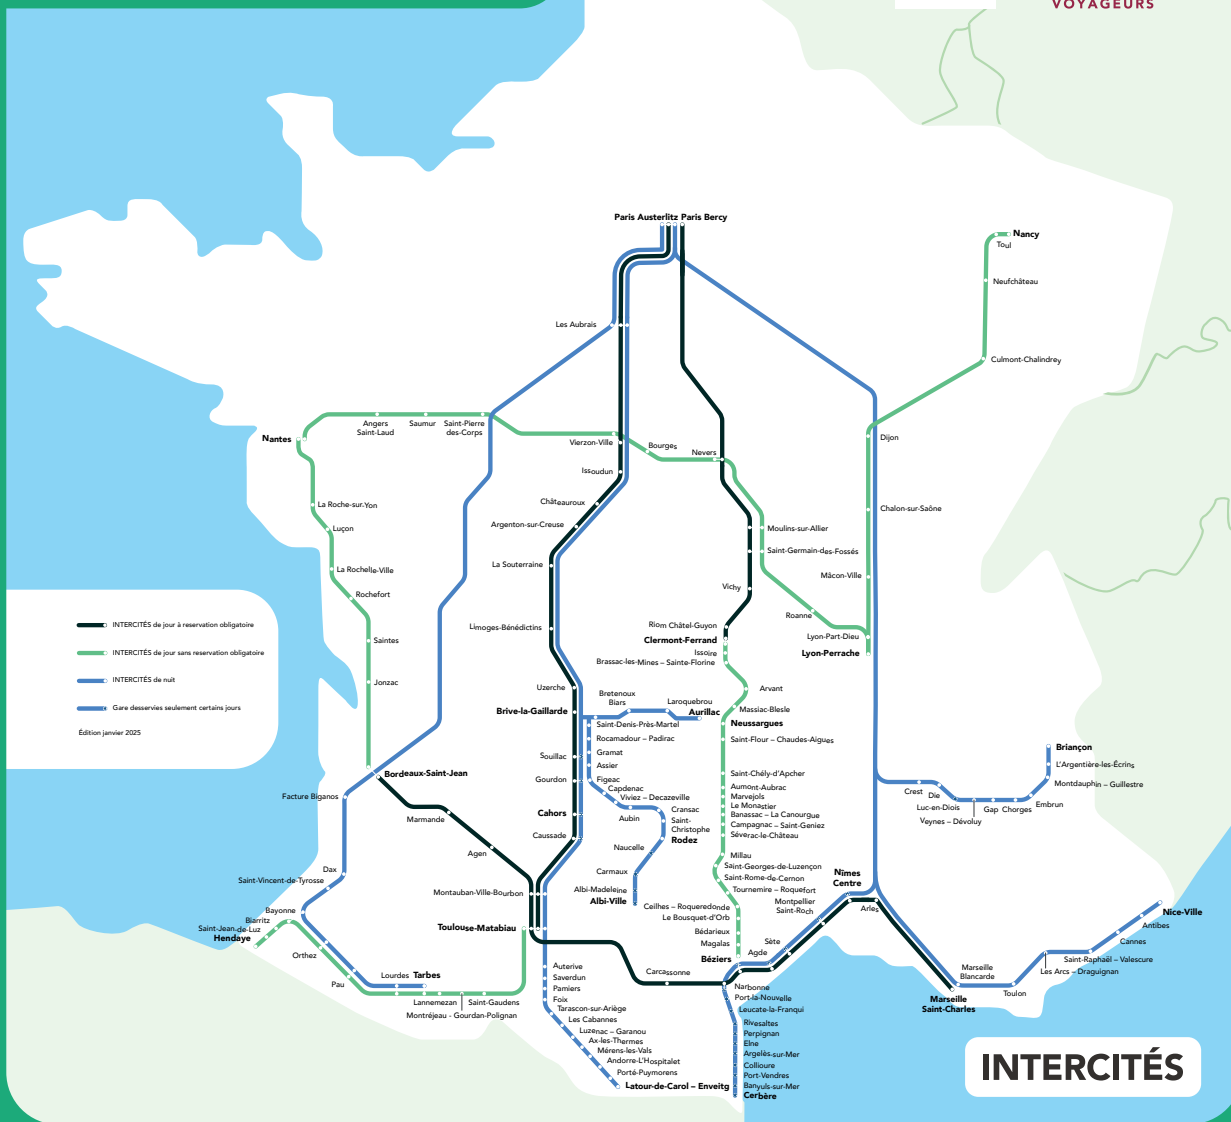 VOYAGEURS
Paris Austerlitz Paris Bercy
Nancy
Toul
Neufchâteau
Les Aubrais
Culmont-Chalindrey
Angers
Saint-Laud
Saumur
Saint-Pierre
des-Corps
Nantes
Vierzon-Ville
Bourges
Nevers
Dijon
Issoudun
La Roche-sur-Yon
Châteauroux
Chalon-sur-Saône
Luçon
Argenton-sur-Creuse
Moulins-sur-Allier
Saint-Germain-des-Fossés
La Souterraine
La Rochelle-Ville
Mâcon-Ville
Vichy
Rochefort
Roanne
Limoges-Bénédictins
Riom Châtel-Guyon
Lyon-Part-Dieu
Saintes
Clermont-Ferrand
Lyon-Perrache
Issoire
Brassac-les-Mines – Sainte-Florine
INTERCITÉS de jour à reservation obligatoire
INTERCITÉS de jour sans reservation obligatoire
INTERCITÉS de nuit
Gare desservies seulement certains jours
Édition janvier 2025
Jonzac
Uzerche
Arvant
Bretenoux
Biars
Laroquebrou
Massiac-Blesle
Brive-la-Gaillarde
Aurillac
Neussargues
Saint-Denis-Près-Martel
Rocamadour – Padirac
Saint-Flour – Chaudes-Aigues
Souillac
Gramat
Assier
Briançon
L'Argentière-les-Écrins
Bordeaux-Saint-Jean
Gourdon
Figeac
Saint-Chély-d'Apcher
Montdauphin – Guillestre
Capdenac
Aumont-Aubrac
Crest
Die
Facture Biganos
Viviez – Decazeville
Marvejols
Embrun
Le Monastier
Luc-en-Diois
Gap
Chorges
Cahors
Cransac
Banassac – La Canourgue
Marmande
Aubin
Saint-
Christophe
Campagnac – Saint-Geniez
Veynes – Dévoluy
Caussade
Rodez
Séverac-le-Château
Naucelle
Agen
Millau
Dax
Carmaux
Saint-Georges-de-Luzençon
Saint-Vincent-de-Tyrosse
Saint-Rome-de-Cernon
Nîmes
Centre
Montauban-Ville-Bourbon
Albi-Madeleine
Tournemire – Roquefort
Albi-Ville
Montpellier
Saint-Roch
Arles
Bayonne
Ceilhes – Roqueredonde
Nice-Ville
Biarritz
Le Bousquet-d'Orb
Antibes
Saint-Jean-
de-Luz
Toulouse-Matabiau
Bédarieux
Hendaye
Magalas
Sète
Cannes
Orthez
Agde
Béziers
Saint-Raphaël – Valescure
Auterive
Carcassonne
Marseille
Blancarde
Les Arcs – Draguignan
Lourdes
Tarbes
Saverdun
Pau
Pamiers
Narbonne
Toulon
Lannemezan
Saint-Gaudens
Foix
Port-la-Nouvelle
Marseille
Saint-Charles
Montréjeau - Gourdan-Polignan
Tarascon-sur-Ariège
Leucate-la-Franqui
Les Cabannes
Rivesaltes
Luzenac – Garanou
Perpignan
Ax-les-Thermes
Elne
Mérens-les-Vals
Argelès-sur-Mer
Andorre-L'Hospitalet
Collioure
Porté-Puymorens
Port-Vendres
Latour-de-Carol – Enveitg
Banyuls-sur-Mer
Cerbère
INTERCITÉS